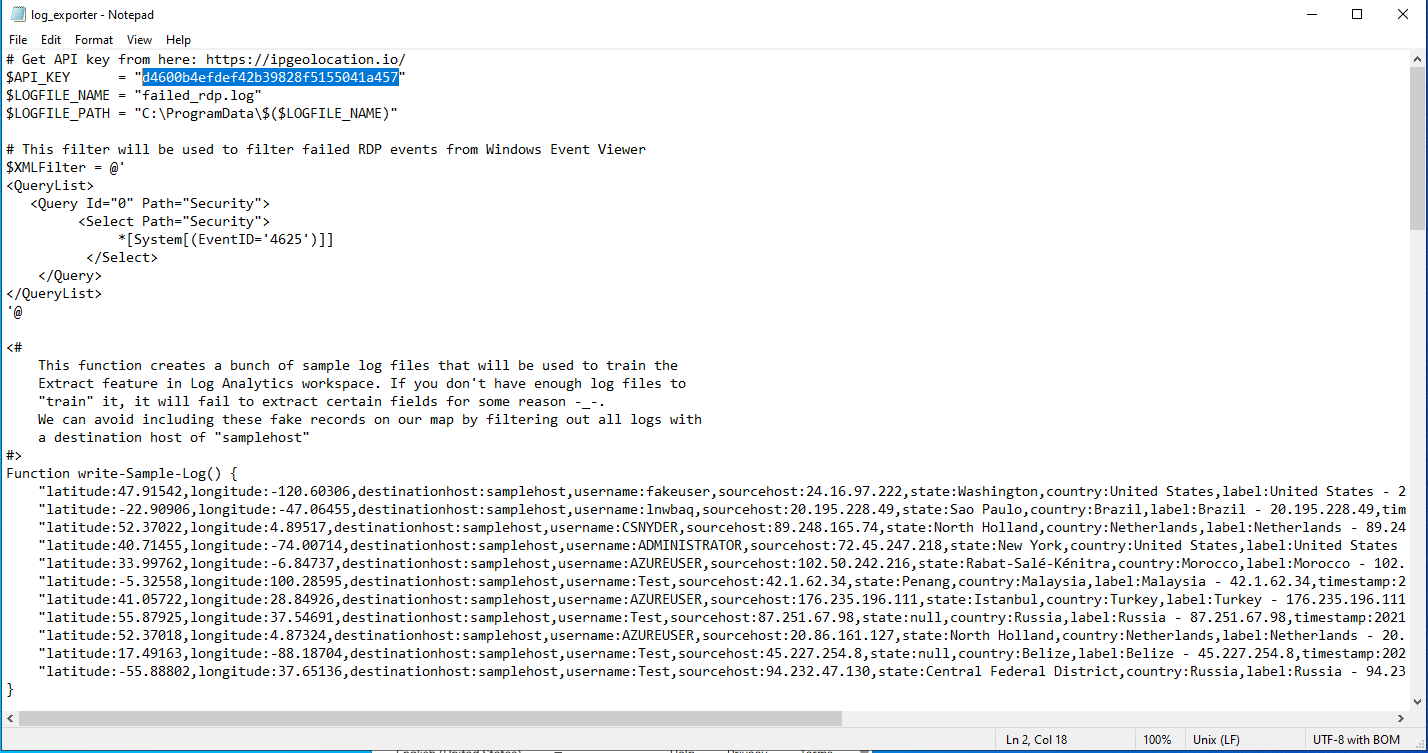 log_exporter - Notepad
File Edit Format View Help
# Get API key from here: https://ipgeolocation.io/
$API_KEY      = "d4600b4efdef42b39828f5155041a457"
$LOGFILE_NAME = "failed_rdp.log"
$LOGFILE_PATH = "C:\ProgramData\$($LOGFILE_NAME)"
# This filter will be used to filter failed RDP events from Windows Event Viewer
$XMLFilter = @'
<QueryList>
   <Query Id="0" Path="Security">
         <Select Path="Security">
              *[System[(EventID='4625')]]
          </Select>
    </Query>
</QueryList>
'@
<#
    This function creates a bunch of sample log files that will be used to train the
    Extract feature in Log Analytics workspace. If you don't have enough log files to
    "train" it, it will fail to extract certain fields for some reason -_-.
    We can avoid including these fake records on our map by filtering out all logs with
    a destination host of "samplehost"
#>
Function write-Sample-Log() {
    "latitude:47.91542,longitude:-120.60306,destinationhost:samplehost,username:fakeuser,sourcehost:24.16.97.222,state:Washington,country:United States,label:United States - 2
    "latitude:-22.90906,longitude:-47.06455,destinationhost:samplehost,username:lnwbaq,sourcehost:20.195.228.49,state:Sao Paulo,country:Brazil,label:Brazil - 20.195.228.49,tim
    "latitude:52.37022,longitude:4.89517,destinationhost:samplehost,username:CSNYDER,sourcehost:89.248.165.74,state:North Holland,country:Netherlands,label:Netherlands - 89.24
    "latitude:40.71455,longitude:-74.00714,destinationhost:samplehost,username:ADMINISTRATOR,sourcehost:72.45.247.218,state:New York,country:United States,label:United States
    "latitude:33.99762,longitude:-6.84737,destinationhost:samplehost,username:AZUREUSER,sourcehost:102.50.242.216,state:Rabat-Salé-Kénitra,country:Morocco,label:Morocco - 102.
    "latitude:-5.32558,longitude:100.28595,destinationhost:samplehost,username:Test,sourcehost:42.1.62.34,state:Penang,country:Malaysia,label:Malaysia - 42.1.62.34,timestamp:2
    "latitude:41.05722,longitude:28.84926,destinationhost:samplehost,username:AZUREUSER,sourcehost:176.235.196.111,state:Istanbul,country:Turkey,label:Turkey - 176.235.196.111
    "latitude:55.87925,longitude:37.54691,destinationhost:samplehost,username:Test,sourcehost:87.251.67.98,state:null,country:Russia,label:Russia - 87.251.67.98,timestamp:2021
    "latitude:52.37018,longitude:4.87324,destinationhost:samplehost,username:AZUREUSER,sourcehost:20.86.161.127,state:North Holland,country:Netherlands,label:Netherlands - 20.
    "latitude:17.49163,longitude:-88.18704,destinationhost:samplehost,username:Test,sourcehost:45.227.254.8,state:null,country:Belize,label:Belize - 45.227.254.8,timestamp:202
    "latitude:-55.88802,longitude:37.65136,destinationhost:samplehost,username:Test,sourcehost:94.232.47.130,state:Central Federal District,country:Russia,label:Russia - 94.23
}
Ln 2, Col 18 100% Unix (LF) UTF-8 with BOM